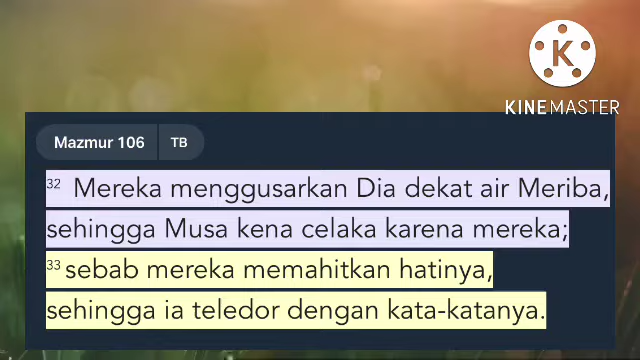 K
KINEMASTER
Mazmur 106 TB
32 Mereka menggusarkan Dia dekat air Meriba,
sehingga Musa kena celaka karena mereka;
33 sebab mereka memahitkan hatinya,
sehingga ia teledor dengan kata-katanya.